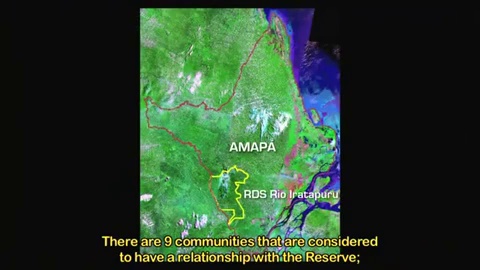 AMAPÁ
RDS Rio Iratapuru
There are 9 communities that are considered
to have a relationship with the Reserve;